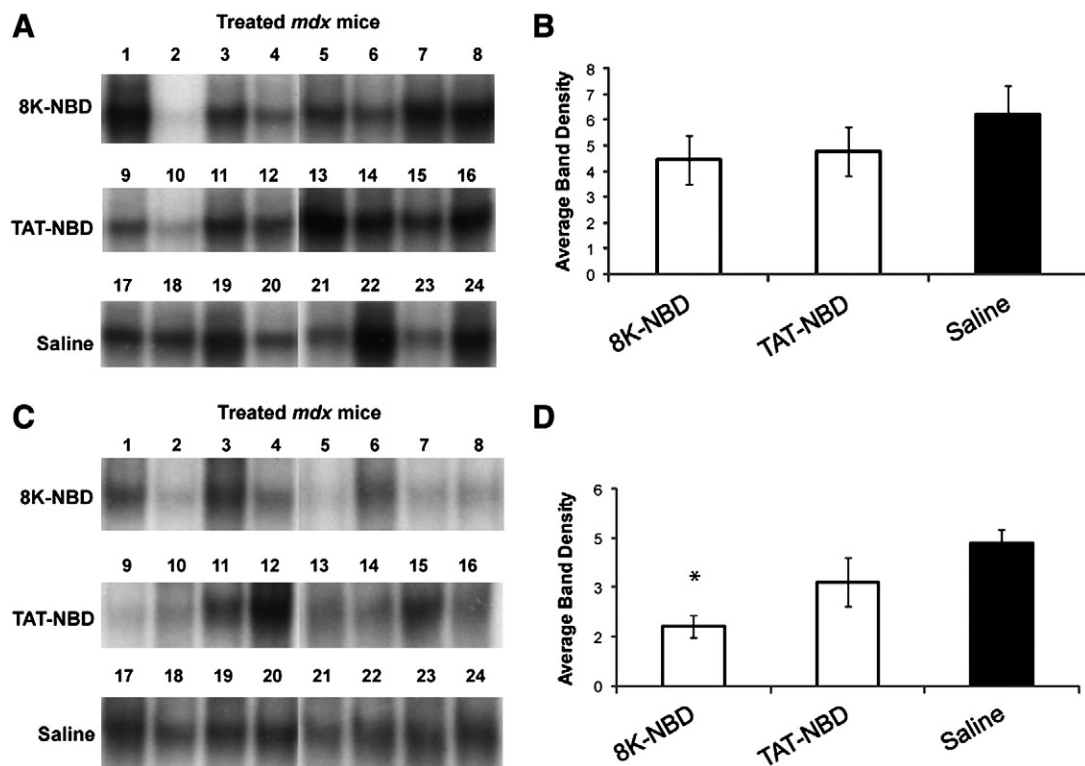 A
Treated mdx mice
1 2 3 4 5 6 7 8
8K-NBD
9 10 11 12 13 14 15 16
TAT-NBD
17 18 19 20 21 22 23 24
Saline
B
8
7
6
5
4
3
2
1
0
Average Band Density
8K-NBD
TAT-NBD
Saline
C
Treated mdx mice
1 2 3 4 5 6 7 8
8K-NBD
9 10 11 12 13 14 15 16
TAT-NBD
17 18 19 20 21 22 23 24
Saline
D
6
5
3
2
0
Average Band Density
*
8K-NBD
TAT-NBD
Saline